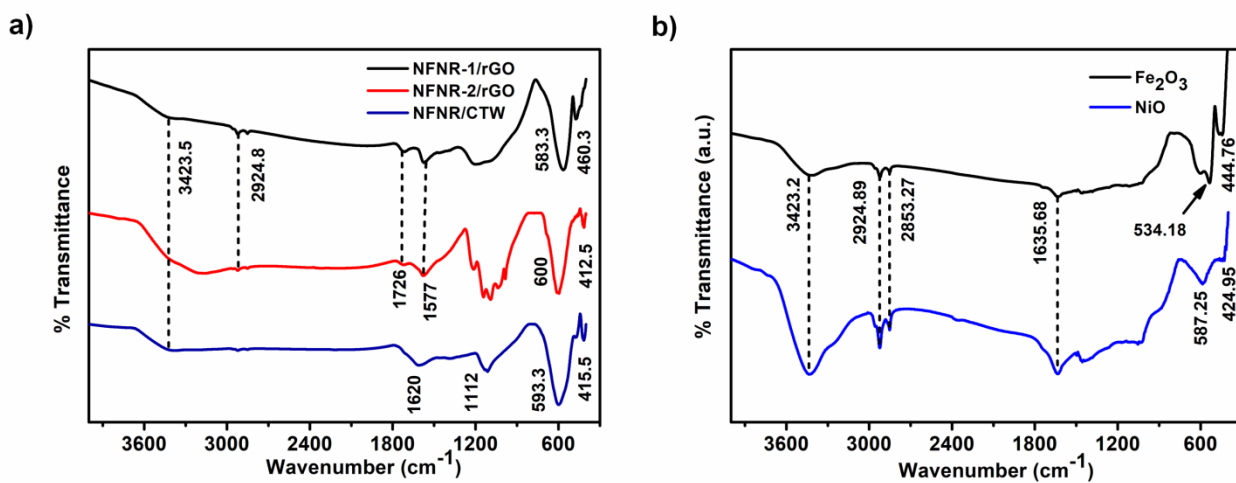 a)
% Transmittance
NFNR-1/rGO
NFNR-2/rGO
NFNR/CTW
3423.5
2924.8
1726
1577
583.3
460.3
600
412.5
1620
1112
593.3
415.5
3600 3000 2400 1800 1200 600
Wavenumber (cm⁻¹)
b)
% Transmittance (a.u.)
Fe₂O₃
NiO
3423.2
2924.89
2853.27
1635.68
534.18
444.76
587.25
424.95
3600 3000 2400 1800 1200 600
Wavenumber (cm⁻¹)